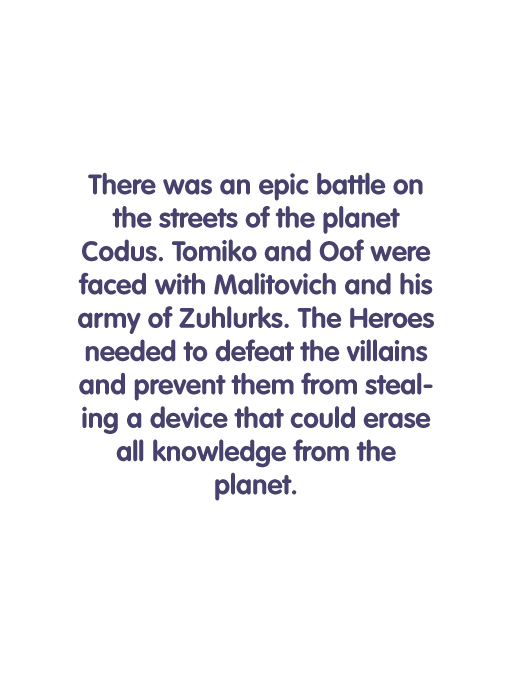 There was an epic battle on
the streets of the planet
Codus. Tomiko and Oof were
faced with Malitovich and his
army of Zuhlurks. The Heroes
needed to defeat the villains
and prevent them from steal-
ing a device that could erase
all knowledge from the
planet.